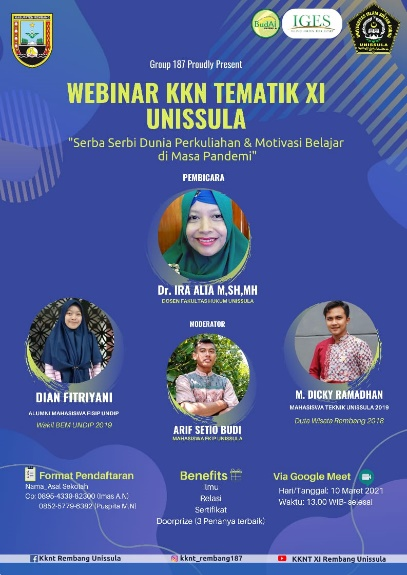 BudAi
IGES
UNISSULA
Group 187 Proudly Present
WEBINAR KKN TEMATIK XI
UNISSULA
"Serba Serbi Dunia Perkuliahan & Motivasi Belajar
di Masa Pandemi"
PEMBICARA
Dr. IRA ALIA M,SH,MH
DOSEN FAKULTAS HUKUM UNISSULA
MODERATOR
DIAN FITRIYANI
ALUMNI MAHASISWA FISIP UNDIP
Wakil BEM UNDIP 2019
ARIF SETIO BUDI
MAHASISWA FKIP UNISSULA
M. DICKY RAMADHAN
MAHASISWA TEKNIK UNISSULA 2019
Duta Wisata Rembang 2018
Format Pendaftaran
Nama_Asal Sekolah
Cp: 0895-4339-82300 (Imas A.N)
0852-5779-6382 (Puspita M.N)
Benefits
Ilmu
Relasi
Sertifikat
Doorprize (3 Penanya terbaik)
Via Google Meet
Hari/Tanggal: 10 Maret 2021
Waktu: 13.00 WIB- selesai
Kknt Rembang Unissula
kknt_rembang187
KKNT XI Rembang Unissula